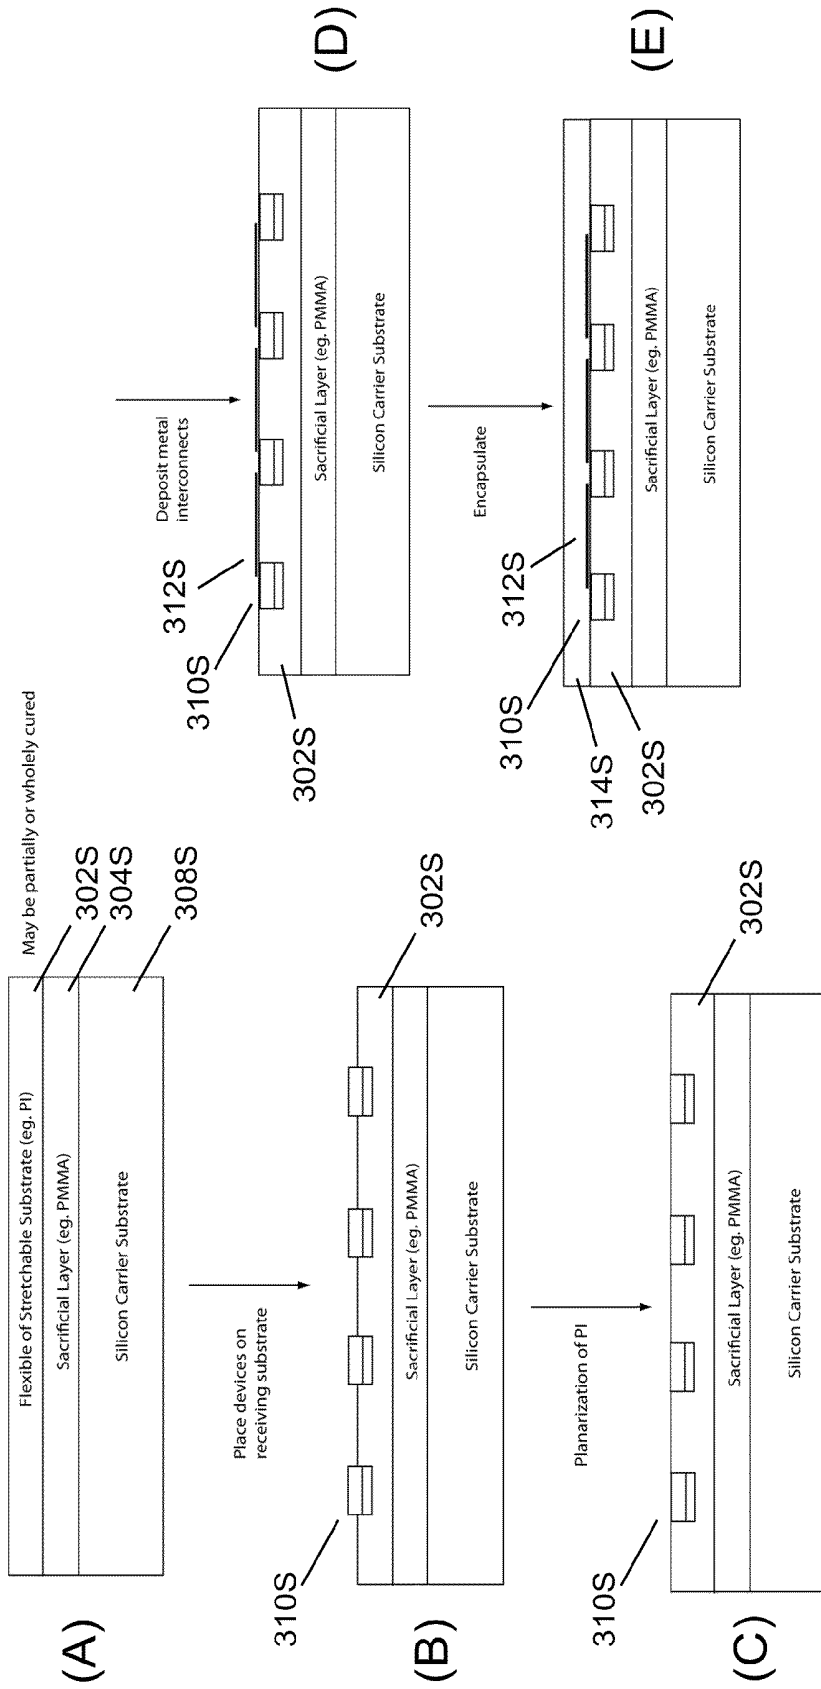 (A)
Flexible of Stretchable Substrate (eg. PI)
Sacrificial Layer (eg. PMMA)
Silicon Carrier Substrate
May be partially or wholely cured
302S
304S
308S
Place devices on
receiving substrate
(B)
310S
302S
Sacrificial Layer (eg. PMMA)
Silicon Carrier Substrate
Planarization of PI
(C)
310S
302S
Sacrificial Layer (eg. PMMA)
Silicon Carrier Substrate
Deposit metal
interconnects
312S
310S
302S
Sacrificial Layer (eg. PMMA)
Silicon Carrier Substrate
(D)
Encapsulate
312S
310S
314S
302S
Sacrificial Layer (eg. PMMA)
Silicon Carrier Substrate
(E)